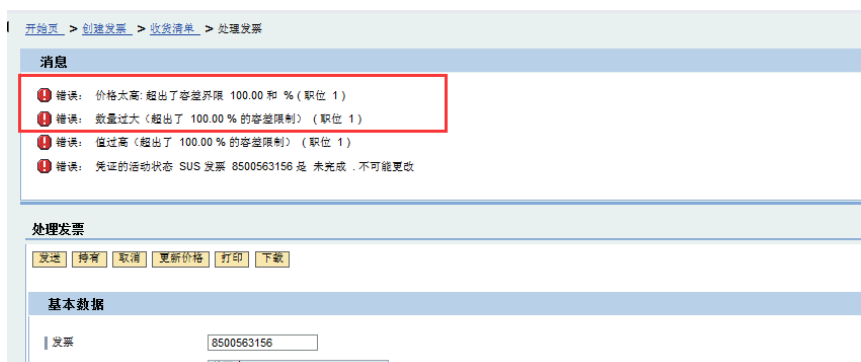 开始页 > 创建发票 > 收货清单 > 处理发票
消息
错误： 价格太高:超出了容差界限 100.00 和 % ( 职位 1 )
错误： 数量过大（超出了 100.00 % 的容差限制）（职位 1)
错误： 值过高（超出了 100.00 % 的容差限制）（职位 1)
错误： 凭证的活动状态 SUS 发票 8500563156 是 未完成 . 不可能更改
处理发票
发送 持有 取消 更新价格 打印 下载
基本数据
发票 8500563156